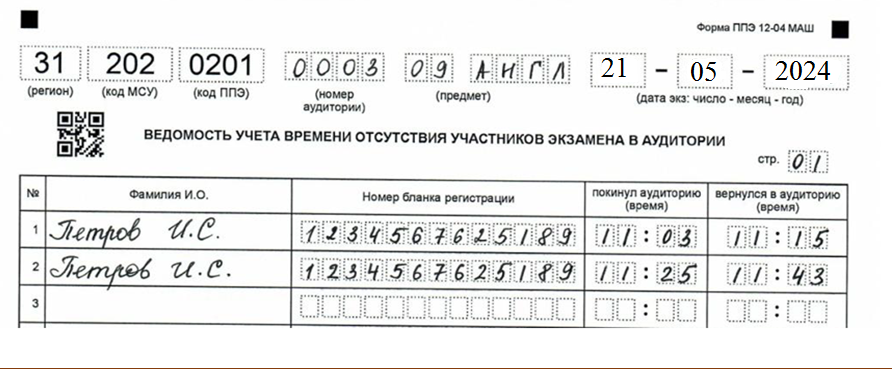 Форма ППЭ 12-04 МАШ
31 202 0201 0003 09 АНГЛ 21 - 05 - 2024
(регион) (код МСУ) (код ППЭ) (номер аудитории) (предмет) (дата экз: число - месяц - год)
ВЕДОМОСТЬ УЧЕТА ВРЕМЕНИ ОТСУТСТВИЯ УЧАСТНИКОВ ЭКЗАМЕНА В АУДИТОРИИ
стр. 01
№ Фамилия И.О. Номер бланка регистрации покинул аудиторию (время) вернулся в аудиторию (время)
1 Петров И.С. 1234567625189 11:03 11:15
2 Петров И.С. 1234567625189 11:25 11:43
3 : :